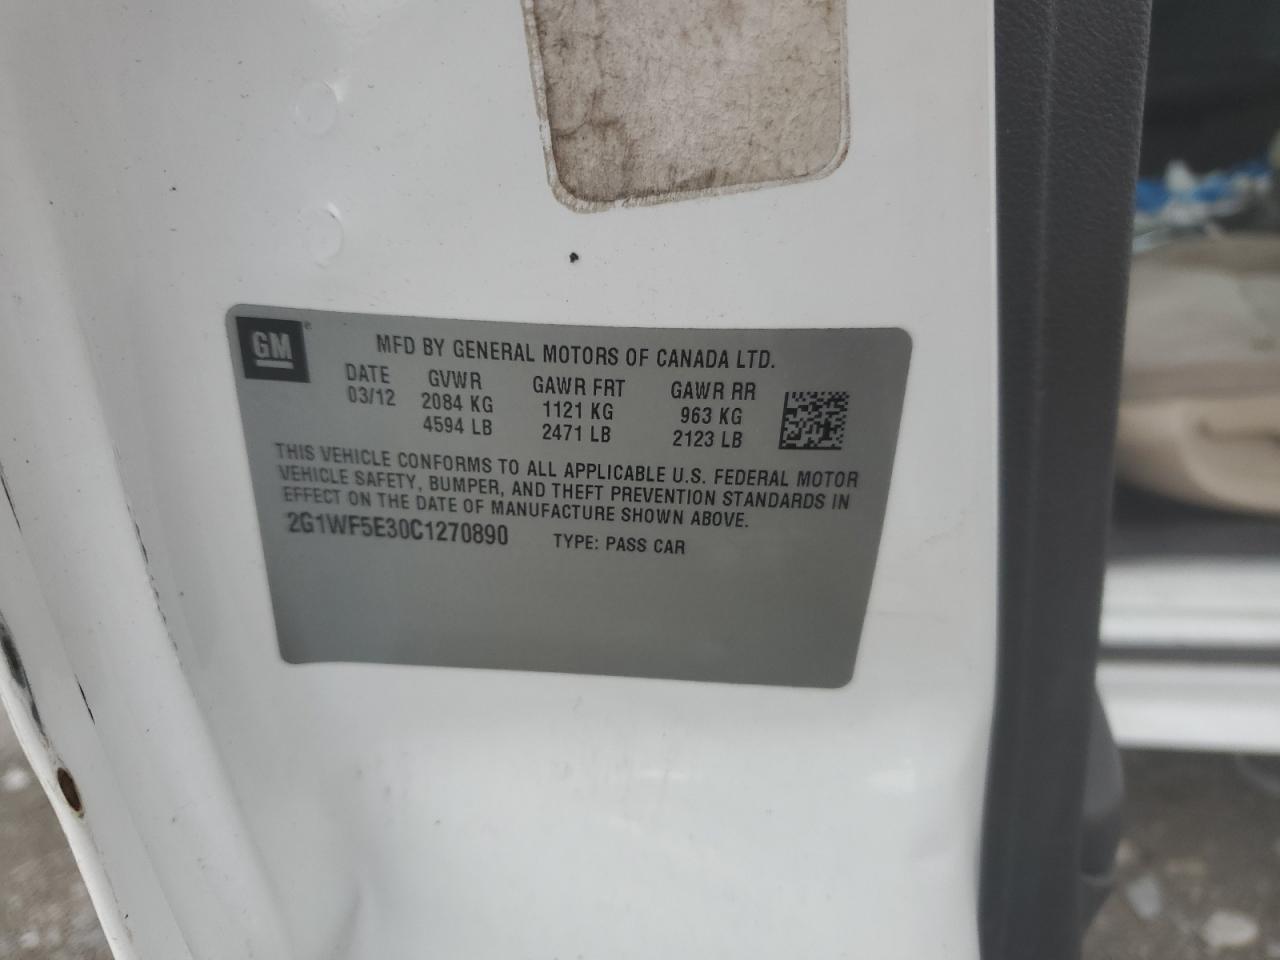 GM
MFD BY GENERAL MOTORS OF CANADA LTD.
DATE GVWR GAWR FRT GAWR RR
03/12 2084 KG 1121 KG 963 KG
4594 LB 2471 LB 2123 LB
THIS VEHICLE CONFORMS TO ALL APPLICABLE U.S. FEDERAL MOTOR
VEHICLE SAFETY, BUMPER, AND THEFT PREVENTION STANDARDS IN
EFFECT ON THE DATE OF MANUFACTURE SHOWN ABOVE.
2G1WF5E30C1270890 TYPE: PASS CAR